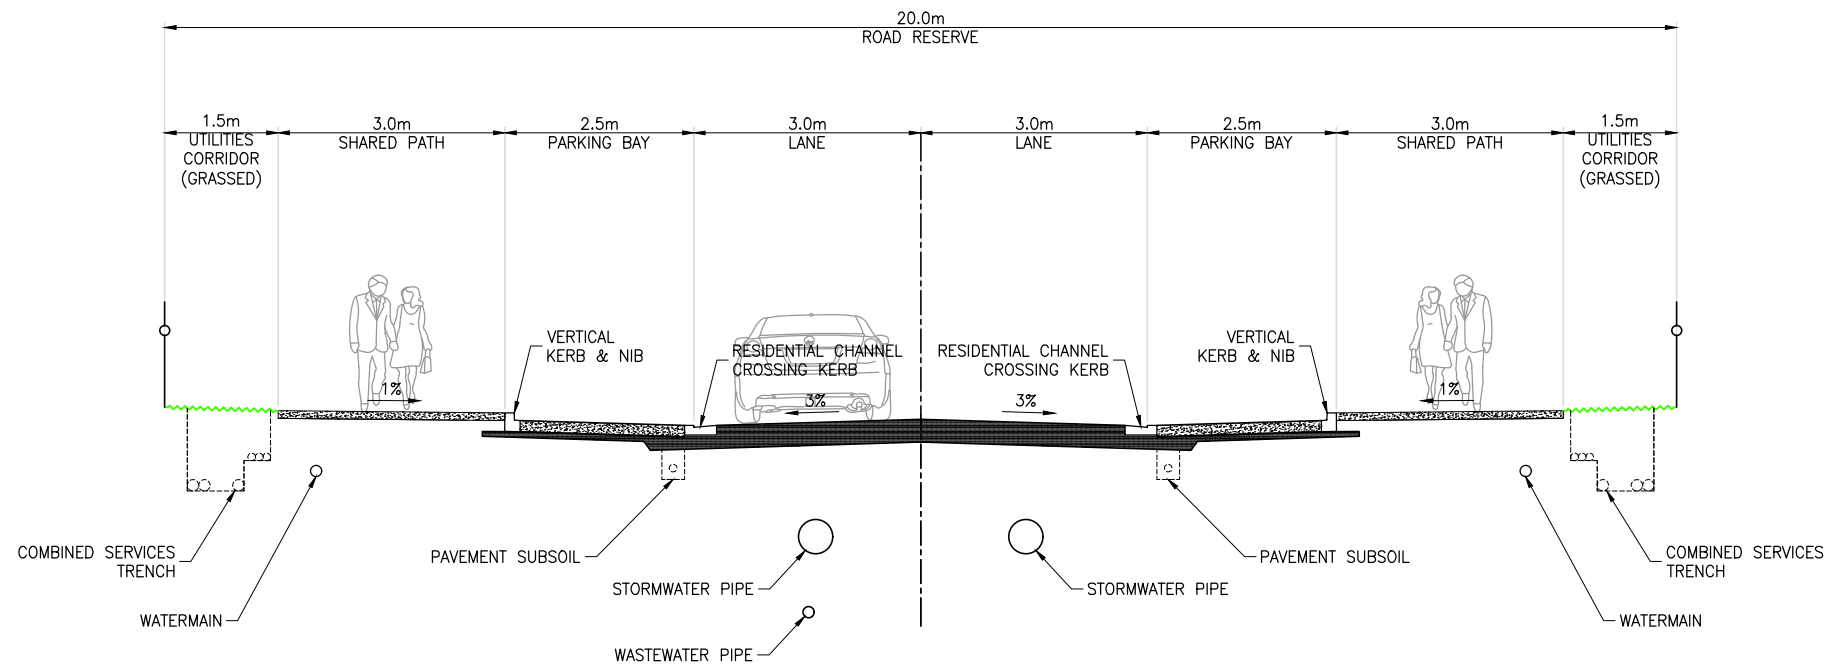 20.0m
ROAD RESERVE
1.5m
UTILITIES
CORRIDOR
(GRASSED)
3.0m
SHARED PATH
2.5m
PARKING BAY
3.0m
LANE
3.0m
LANE
2.5m
PARKING BAY
3.0m
SHARED PATH
1.5m
UTILITIES
CORRIDOR
(GRASSED)
VERTICAL
KERB & NIB
RESIDENTIAL CHANNEL
CROSSING KERB
RESIDENTIAL CHANNEL
CROSSING KERB
VERTICAL
KERB & NIB
1%
3%
3%
1%
COMBINED SERVICES
TRENCH
WATERMAIN
PAVEMENT SUBSOIL
STORMWATER PIPE
WASTEWATER PIPE
STORMWATER PIPE
PAVEMENT SUBSOIL
COMBINED SERVICES
TRENCH
WATERMAIN